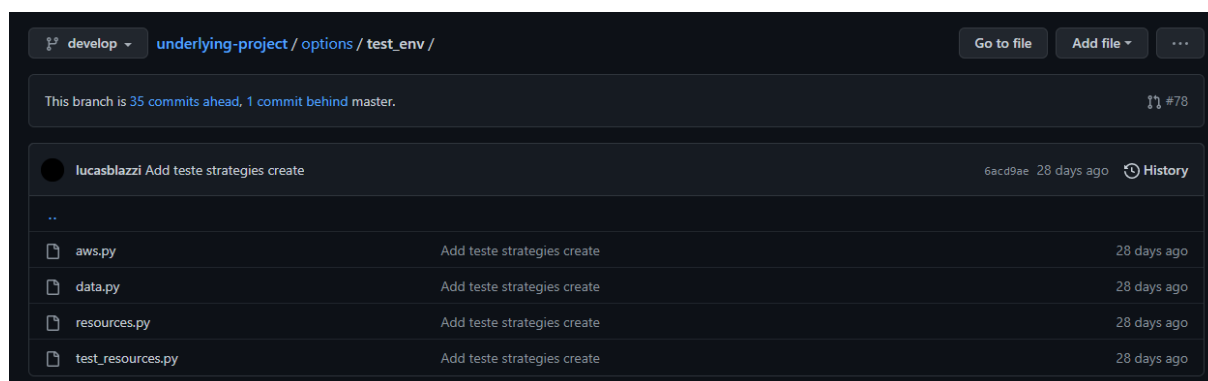 develop underlying-project / options / test_env / Go to file Add file ...
This branch is 35 commits ahead, 1 commit behind master. #78
lucasblazzi Add teste strategies create 6acd9ae 28 days ago History
..
aws.py Add teste strategies create 28 days ago
data.py Add teste strategies create 28 days ago
resources.py Add teste strategies create 28 days ago
test_resources.py Add teste strategies create 28 days ago